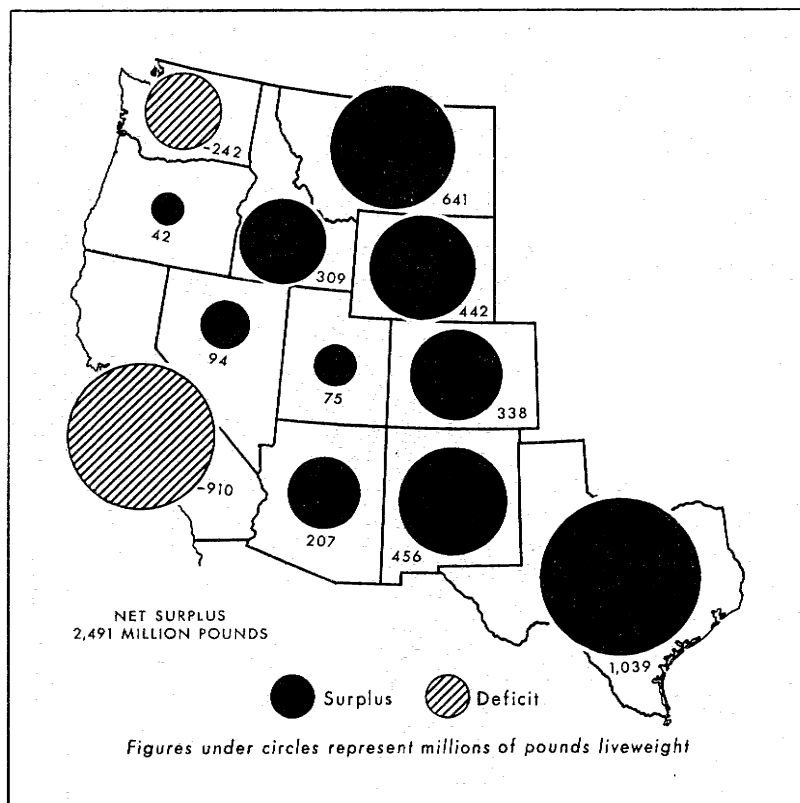 -242
641
42
309
442
94
75
338
-910
207
456
NET SURPLUS
2,491 MILLION POUNDS
1,039
Surplus
Deficit
Figures under circles represent millions of pounds liveweight